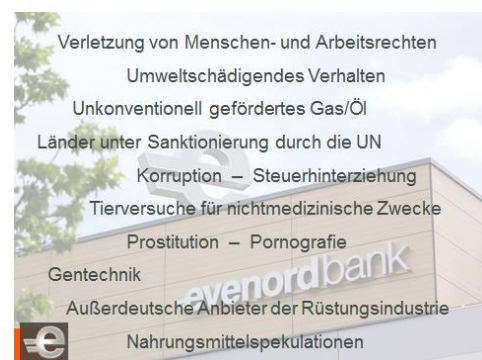 Verletzung von Menschen- und Arbeitsrechten
Umweltschädigendes Verhalten
Unkonventionell gefördertes Gas/Öl
Länder unter Sanktionierung durch die UN
Korruption – Steuerhinterziehung
Tierversuche für nichtmedizinische Zwecke
Prostitution – Pornografie
Gentechnik
evenordbank
Außerdeutsche Anbieter der Rüstungsindustrie
Nahrungsmittelspekulationen